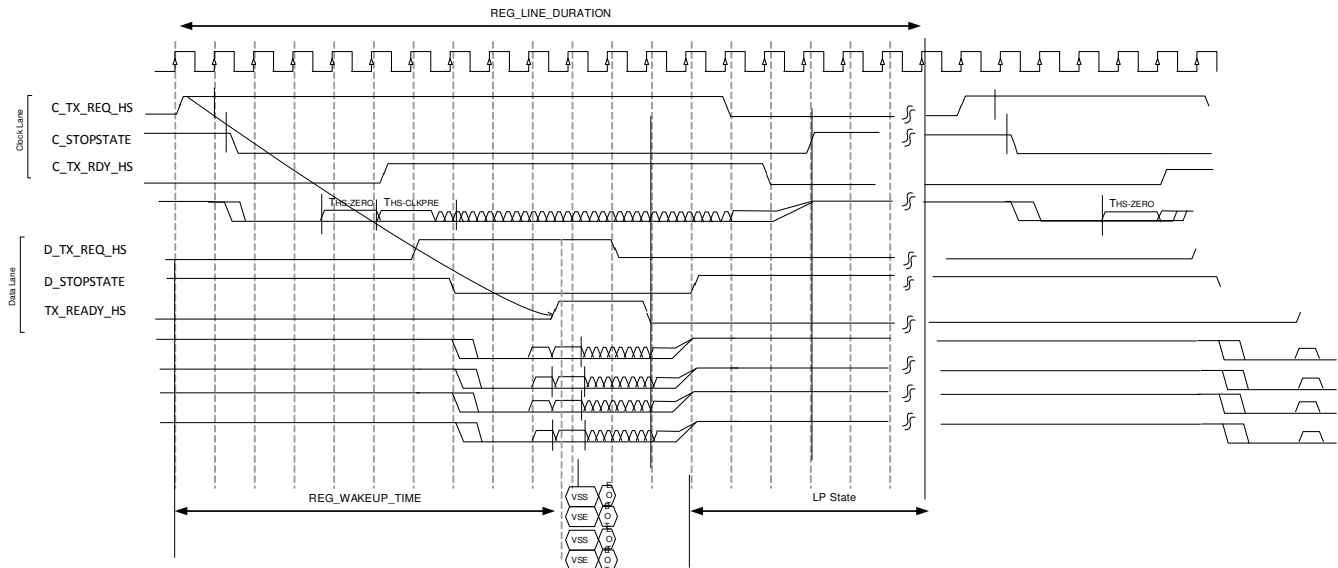 REG_LINE_DURATION
Clock Lane
C_TX_REQ_HS
C_STOPSTATE
C_TX_RDY_HS
THS-ZERO
THS-CLKPRE
THS-ZERO
Data Lane
D_TX_REQ_HS
D_STOPSTATE
TX_READY_HS
REG_WAKEUP_TIME
LP State
VSS
VSE
VSS
VSE